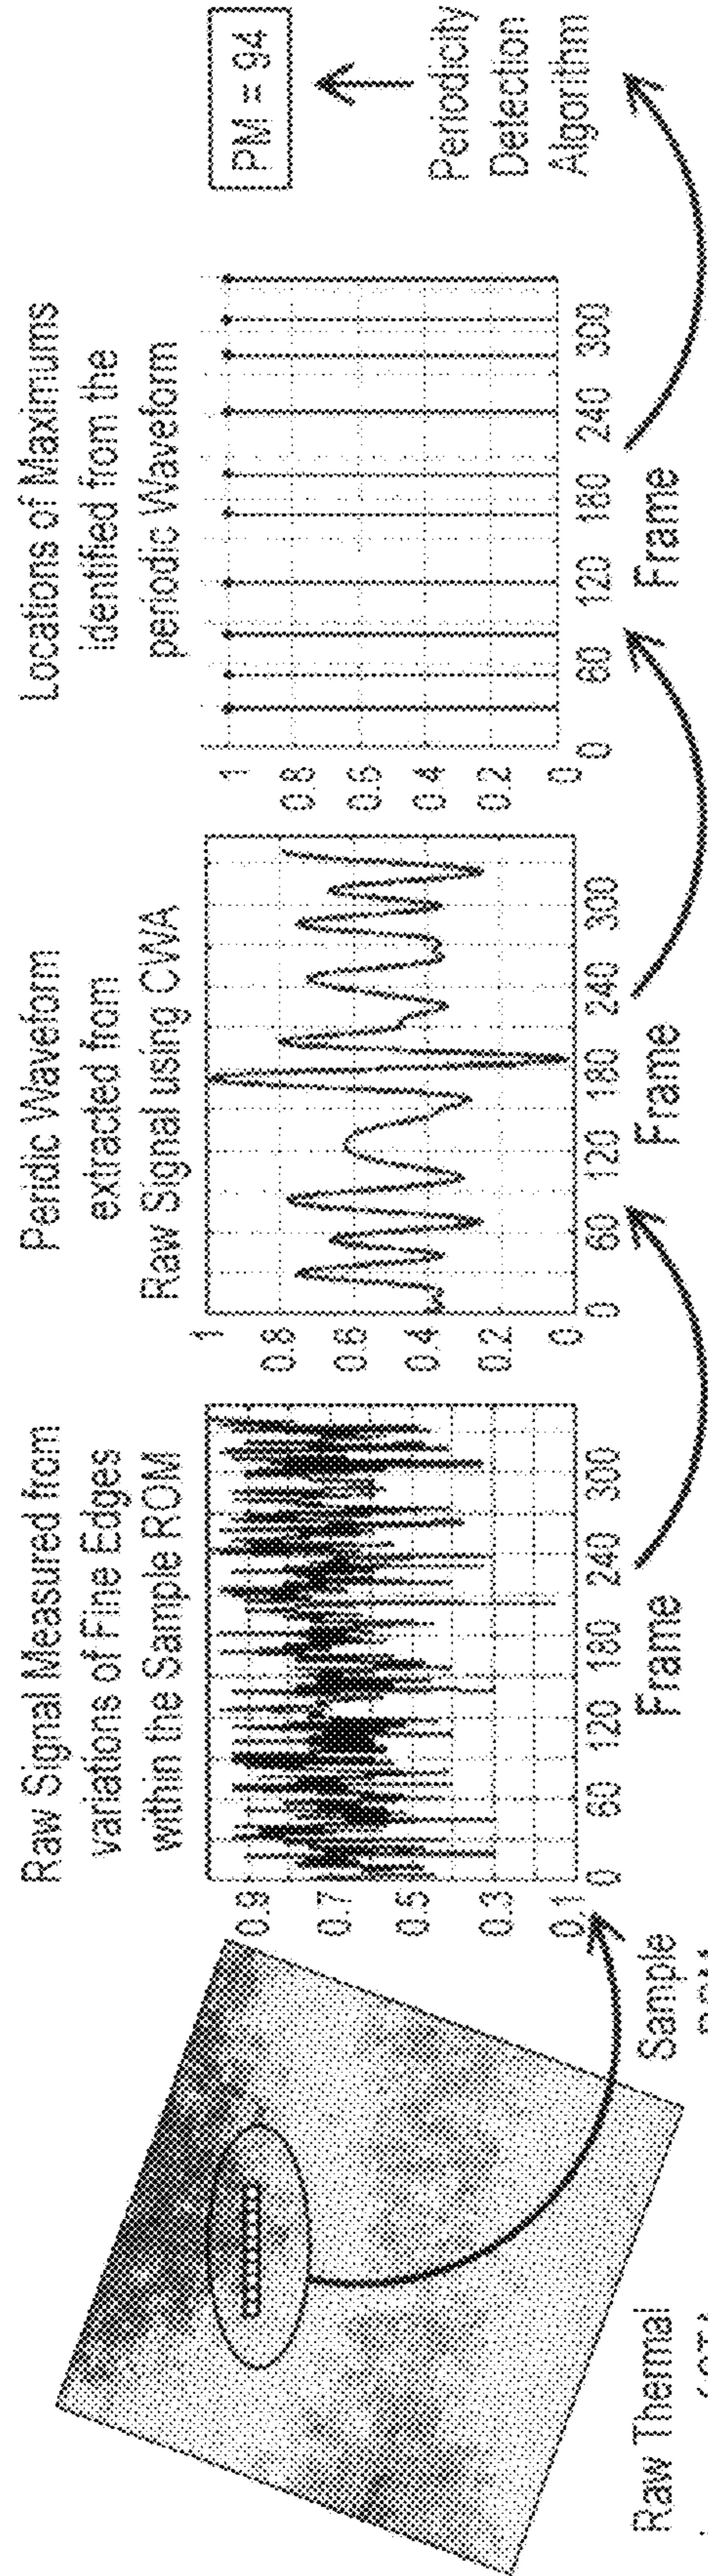 Raw Thermal
Sample
Raw Signal Measured from
variations of Fine Edges
within the Sample ROM
0.9
0.7
0.5
0.3
0.1
0 60 120 180 240 300
Frame
Peridic Waveform
extracted from
Raw Signal using CWA
1
0.8
0.6
0.4
0.2
0
0 60 120 180 240 300
Frame
Locations of Maximums
Identified from the
periodic Waveform
1
0.8
0.6
0.4
0.2
0
0 60 120 180 240 300
Frame
PM = 94
Periodicity
Detection
Algorithm